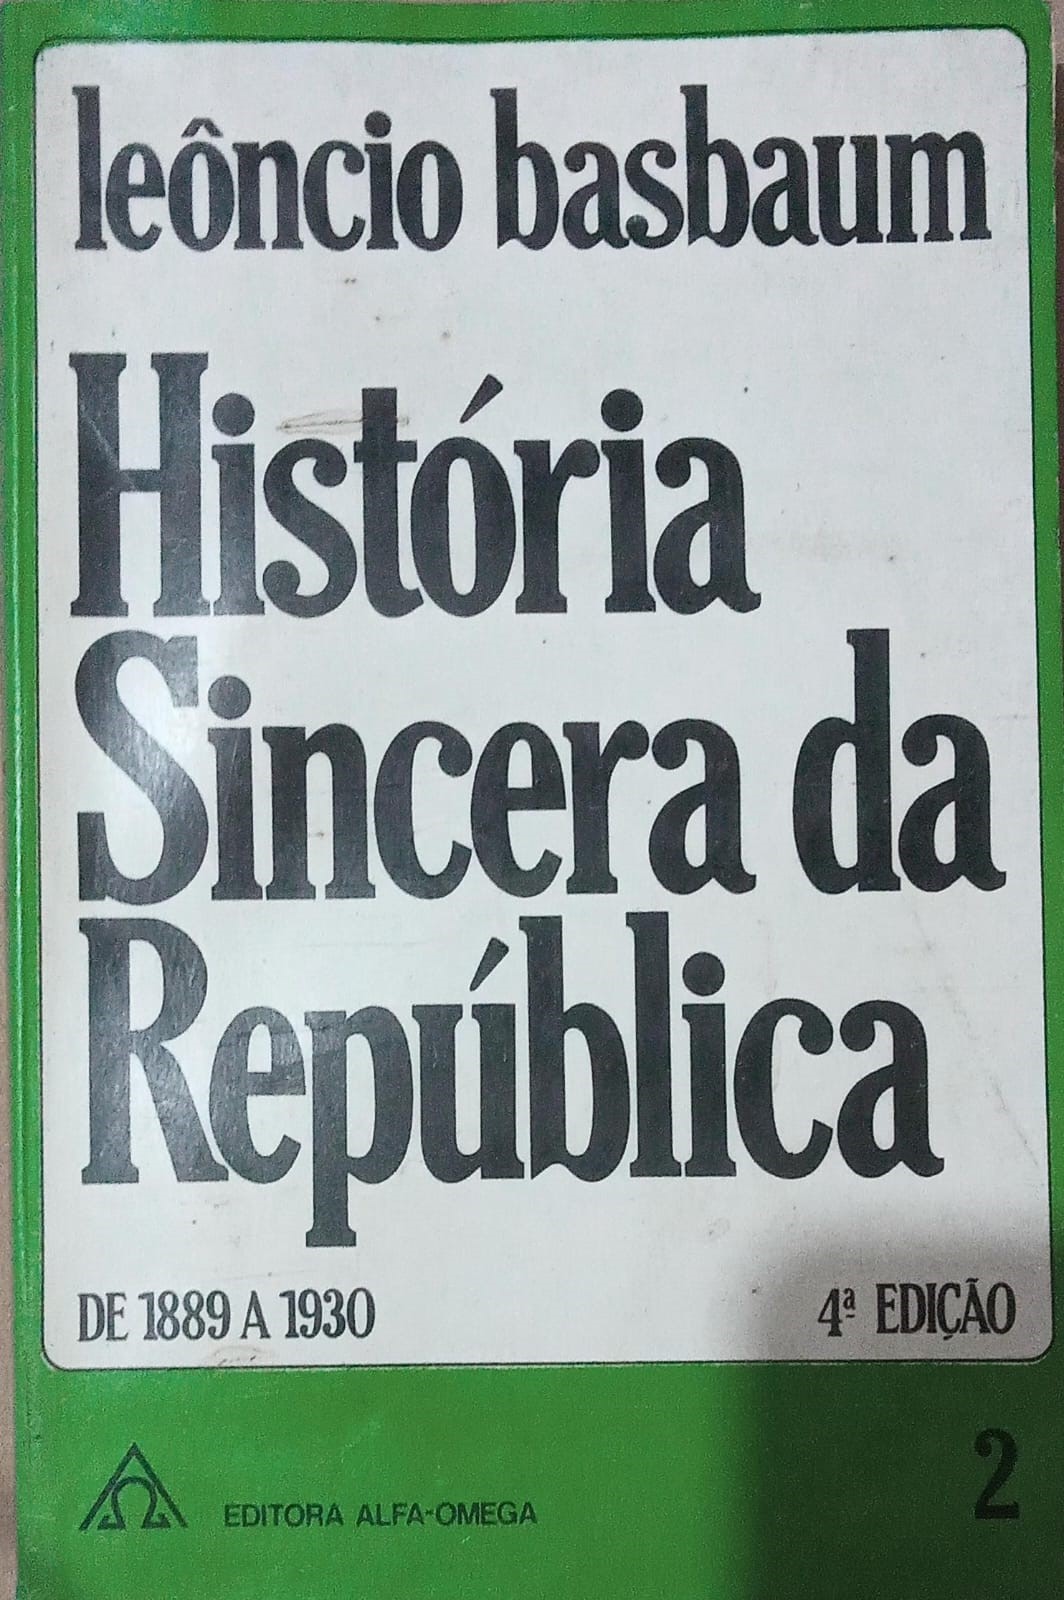 leôncio basbaum
História
Sincera da
República
DE 1889 A 1930
4ª EDIÇÃO
EDITORA ALFA-OMEGA
2